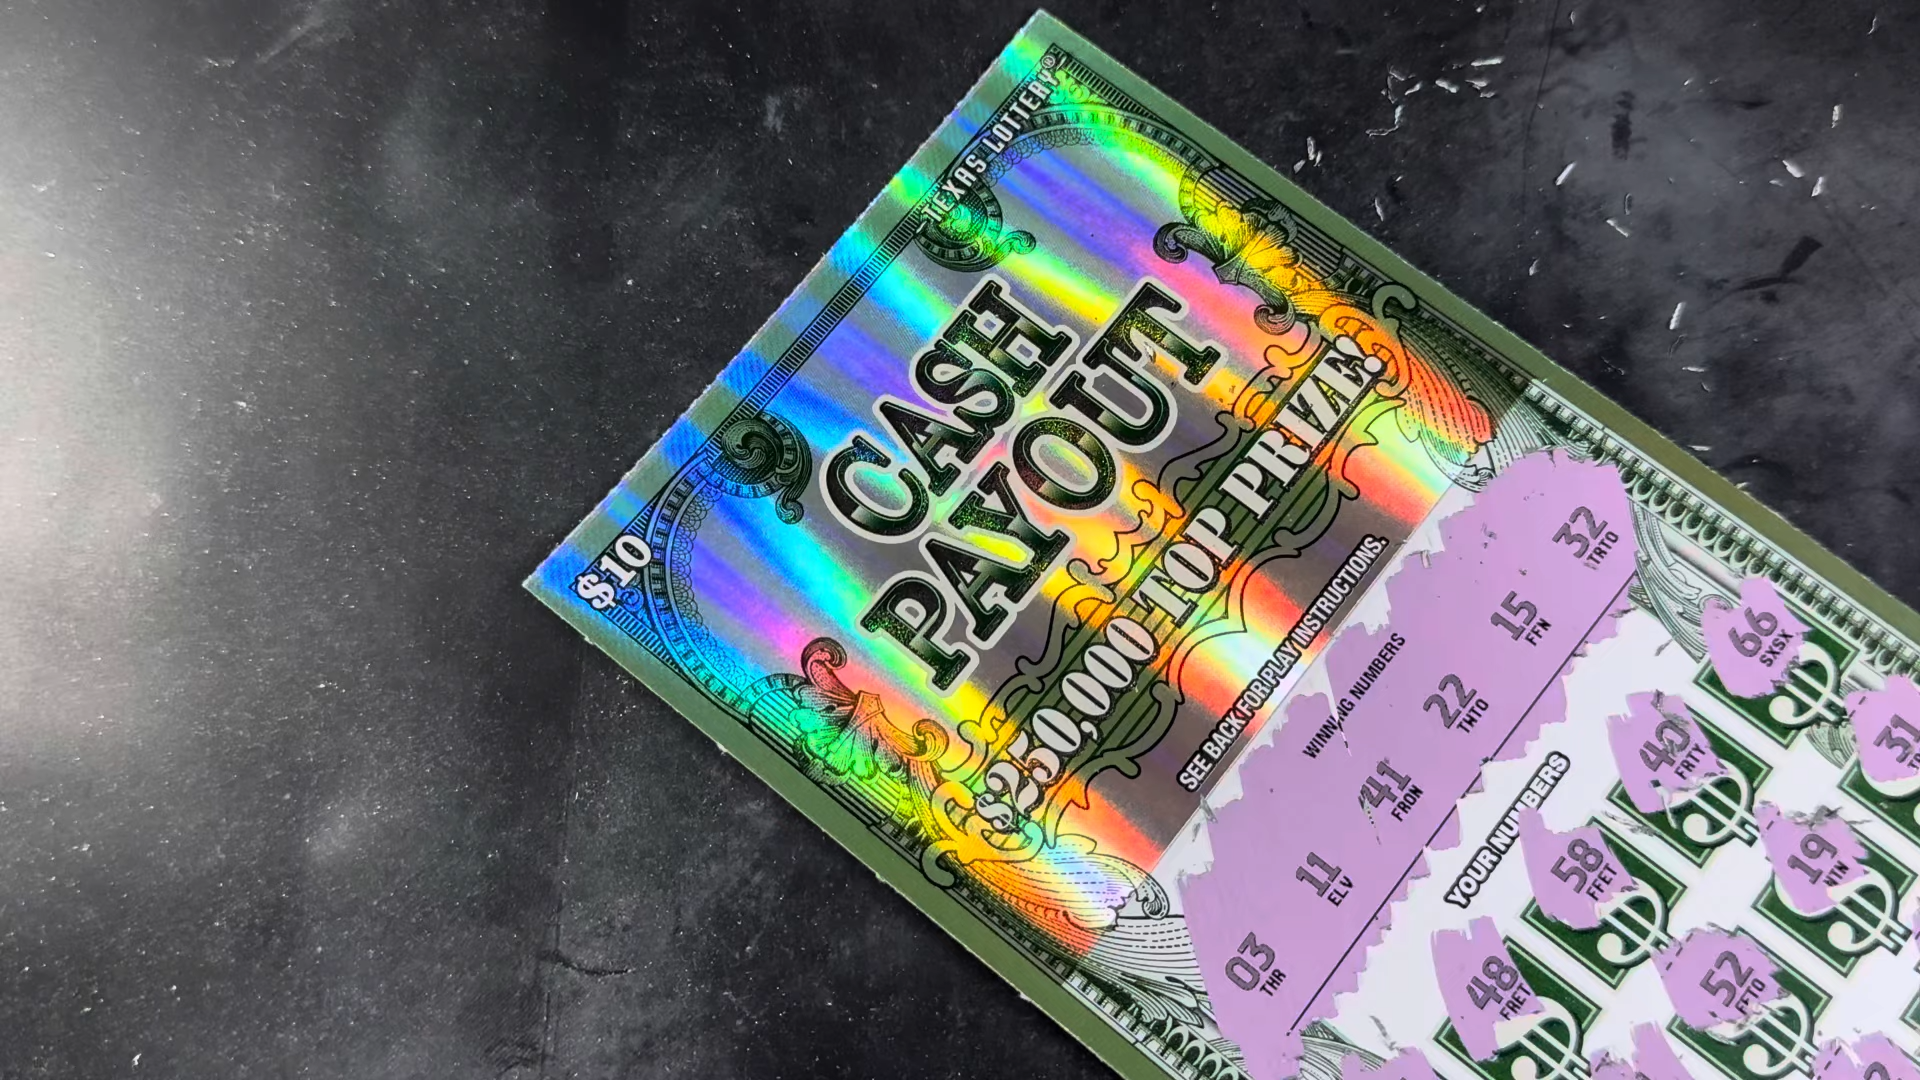 TEXAS LOTTERY®
$10
CASH
PAYOUT
$250,000 TOP PRIZE!
SEE BACK FOR PLAY INSTRUCTIONS.
WINNING NUMBERS
03 11 41 22 15 32
THR ELV FRON TWTO FFN TRTO
YOUR NUMBERS
48 58 40 66
FRET FFET FRTY SXSX
52 19 31
FFTO NTN